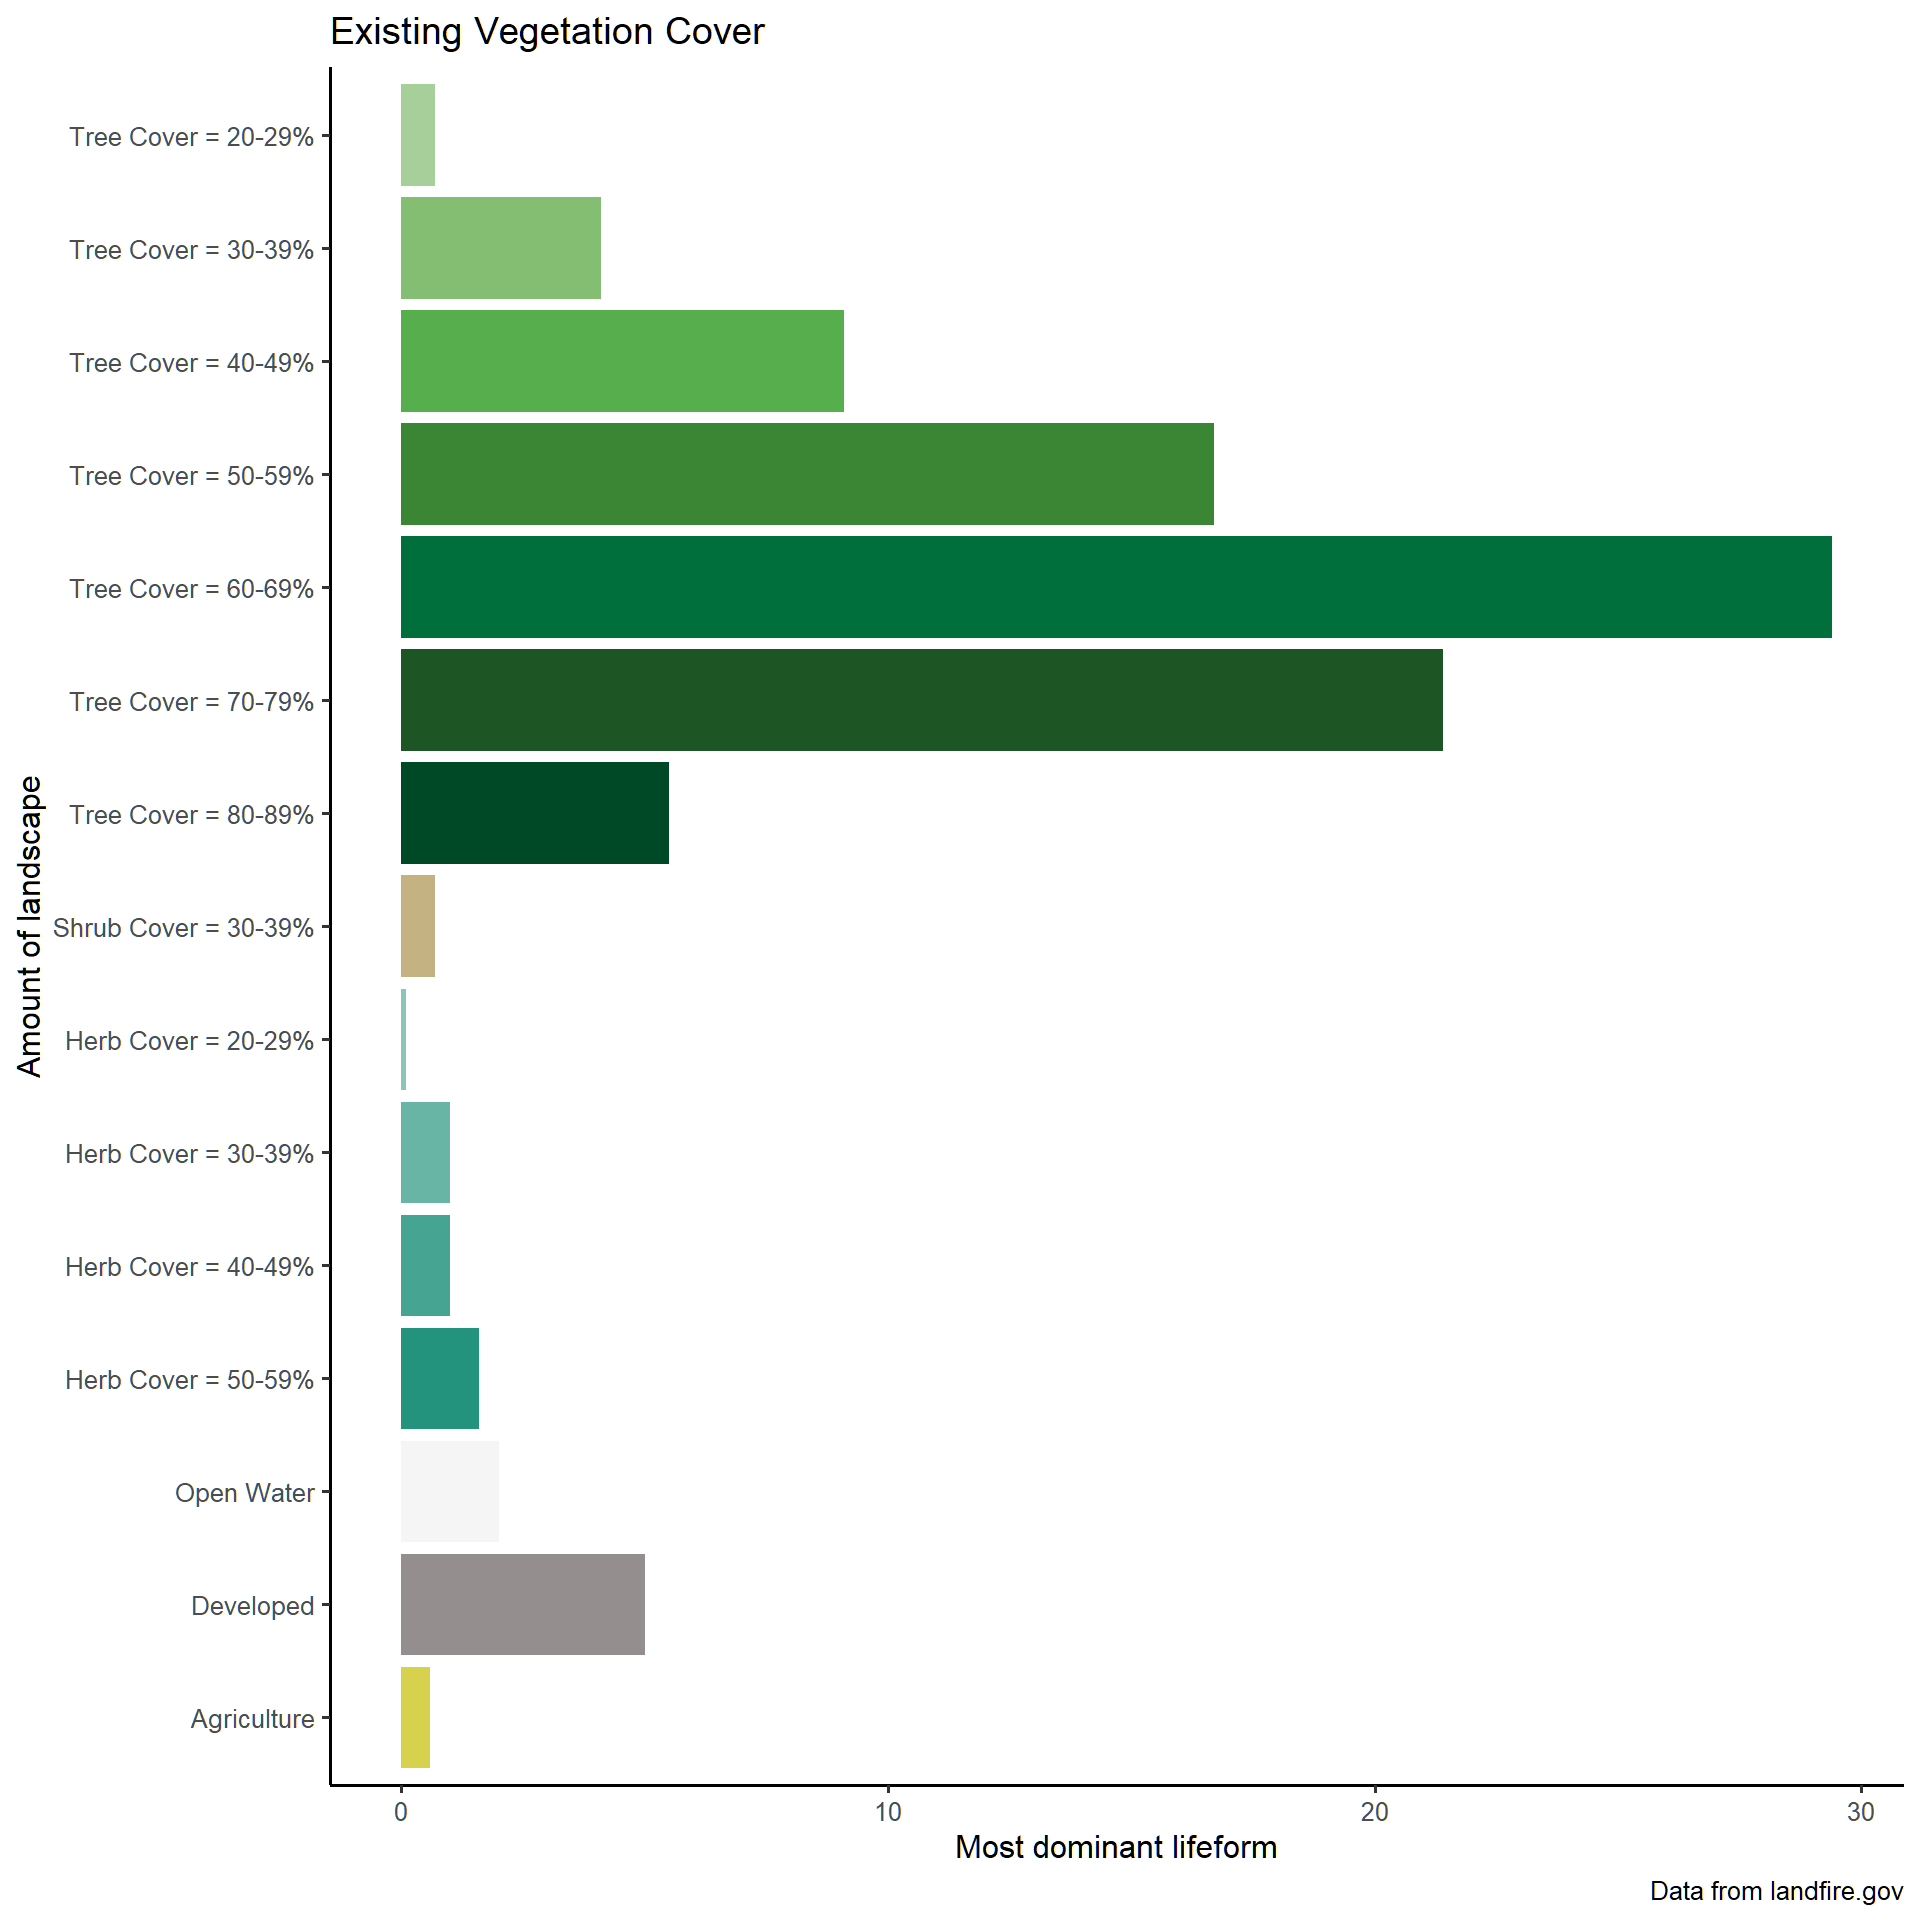 Existing Vegetation Cover
Tree Cover = 20-29%
Tree Cover = 30-39%
Tree Cover = 40-49%
Tree Cover = 50-59%
Tree Cover = 60-69%
Tree Cover = 70-79%
Tree Cover = 80-89%
Shrub Cover = 30-39%
Herb Cover = 20-29%
Herb Cover = 30-39%
Herb Cover = 40-49%
Herb Cover = 50-59%
Open Water
Developed
Agriculture
Amount of landscape
0 10 20 30
Most dominant lifeform
Data from landfire.gov